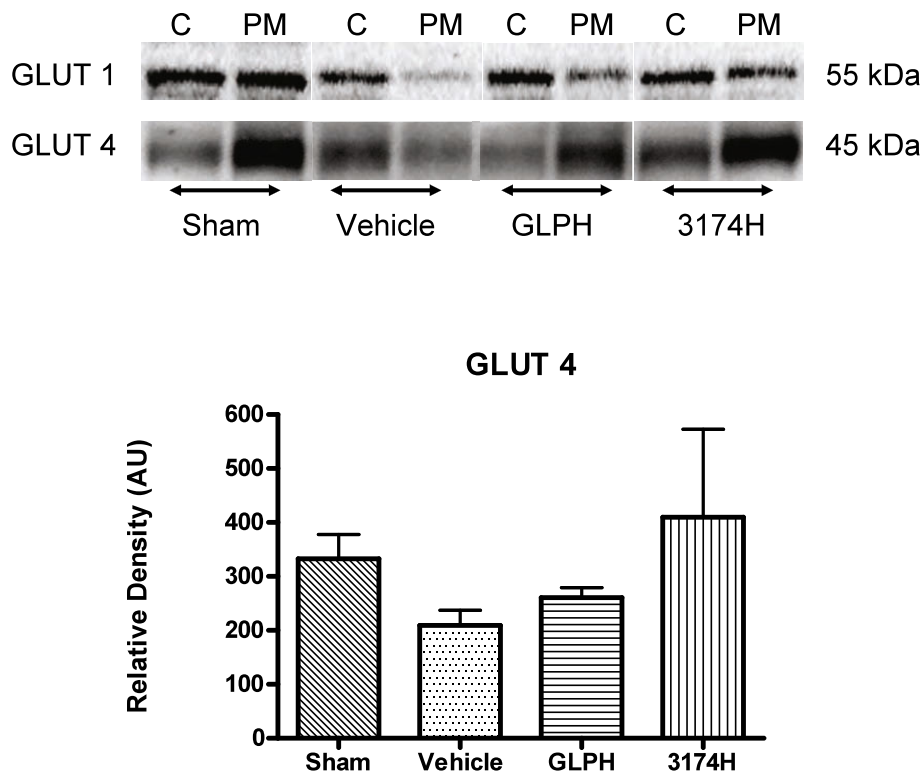 C PM C PM C PM C PM
GLUT 1 55 kDa
GLUT 4 45 kDa
Sham Vehicle GLPH 3174H
GLUT 4
Relative Density (AU)
600
500
400
300
200
100
0
Sham Vehicle GLPH 3174H